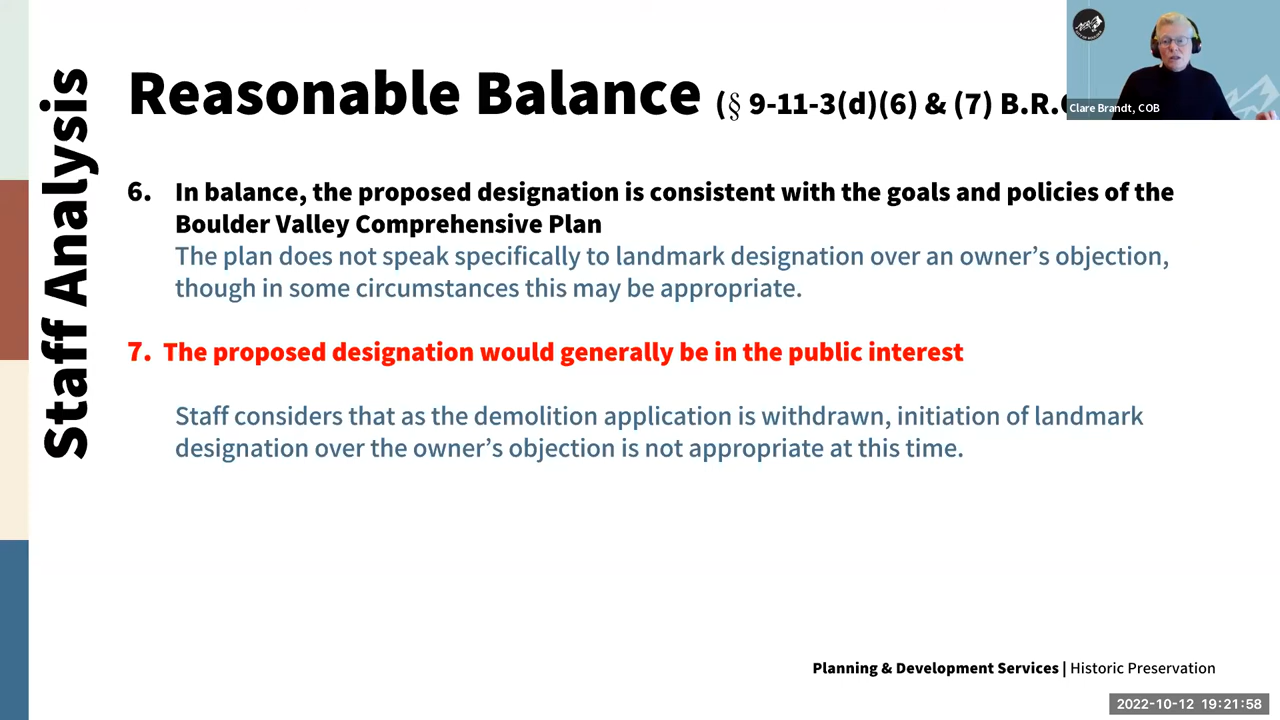 Staff Analysis
Reasonable Balance (§ 9-11-3(d)(6) & (7) B.R.
Clare Brandt, COB
6. In balance, the proposed designation is consistent with the goals and policies of the
Boulder Valley Comprehensive Plan
The plan does not speak specifically to landmark designation over an owner’s objection,
though in some circumstances this may be appropriate.
7. The proposed designation would generally be in the public interest
Staff considers that as the demolition application is withdrawn, initiation of landmark
designation over the owner’s objection is not appropriate at this time.
Planning & Development Services | Historic Preservation
2022-10-12 19:21:58